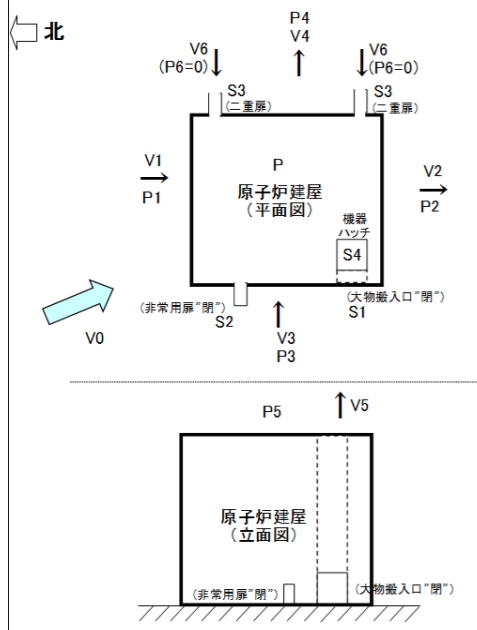 北
P4
V4
V6
(P6=0)
V6
(P6=0)
S3
(二重扉)
S3
(二重扉)
V1
P1
P
原子炉建屋
(平面図)
V2
P2
機器
ハッチ
S4
(非常用扉"閉")
S2
(大物搬入口"閉")
S1
V0
V3
P3
P5
V5
原子炉建屋
(立面図)
(非常用扉"閉")
(大物搬入口"閉")